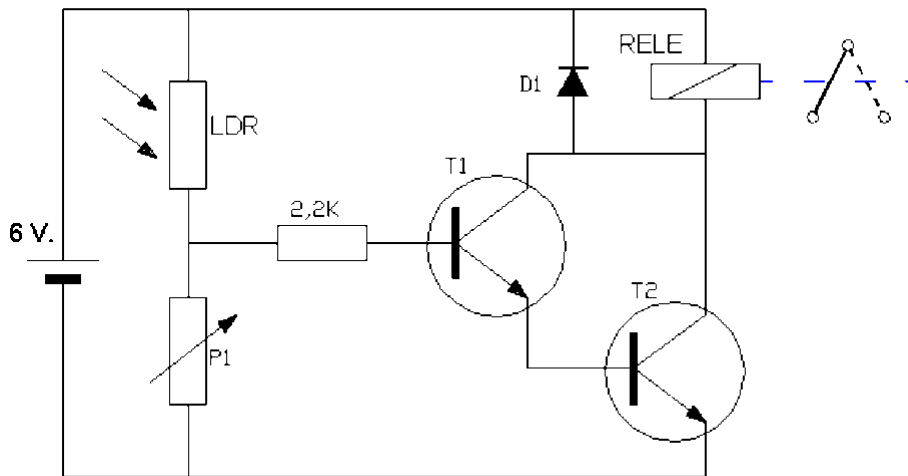 RELE
D1
LDR
T1
2,2K
6 V.
T2
P1